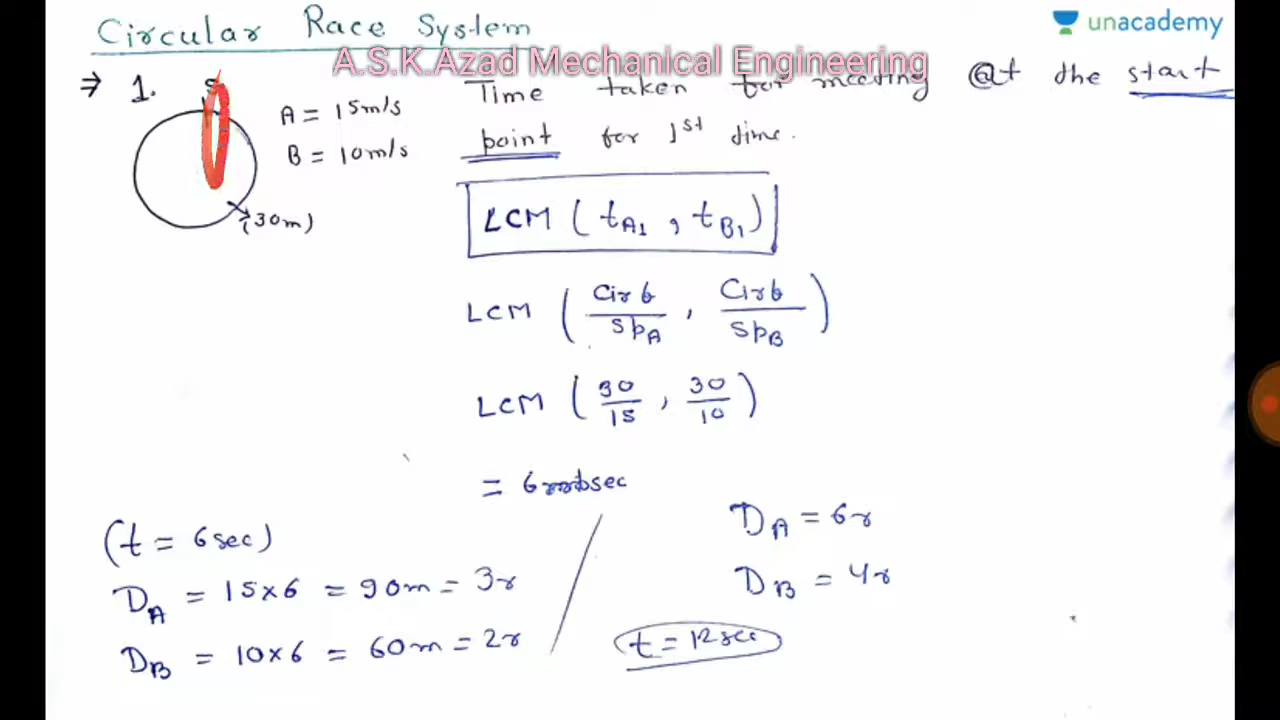 Circular Race System
unacademy
A.S.K.Azad Mechanical Engineering
⇒ 1.
A = 15m/s
B = 10m/s
(30m)
Time taken for meeting @t the start
point for 1st time.
LCM ( tA1 , tB1 )
LCM ( Cirb/SpA , Cirb/SpB )
LCM ( 30/15 , 30/10 )
= 6 sec
(t = 6sec)
DA = 15×6 = 90m = 3r
DB = 10×6 = 60m = 2r
DA = 6r
DB = 4r
t = 12sec